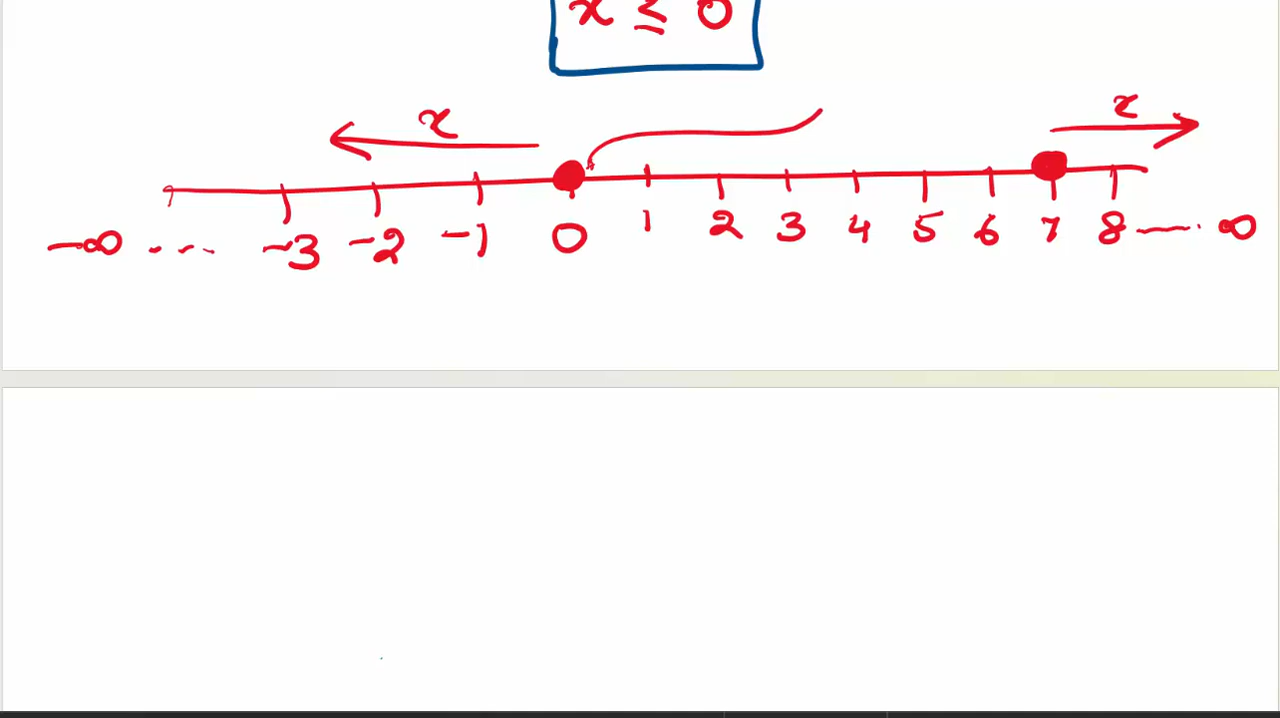 x ≤ 0
x x
-∞ ... -3 -2 -1 0 1 2 3 4 5 6 7 8 ---. ∞